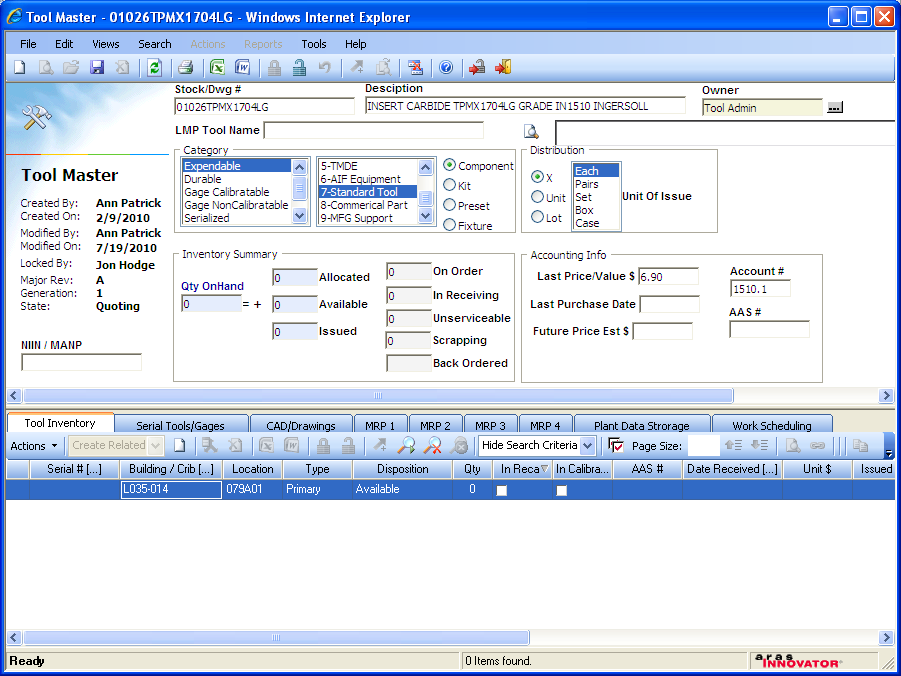 Tool Master - 01026TPMX1704LG - Windows Internet Explorer
File Edit Views Search Actions Reports Tools Help
Stock/Dwg # Desciption Owner
01026TPMX1704LG INSERT CARBIDE TPMX1704LG GRADE IN1510 INGERSOLL Tool Admin ...
LMP Tool Name
Category Distribution
Expendable 5-TMDE Component X Each
Durable 6-AIF Equipment Kit Unit Pairs
Gage Calibratable 7-Standard Tool Preset Lot Set Unit Of Issue
Gage NonCalibratable 8-Commerical Part Fixture Box
Serialized 9-MFG Support Case
Tool Master
Created By: Ann Patrick
Created On: 2/9/2010
Modified By: Ann Patrick
Modified On: 7/19/2010
Locked By: Jon Hodge
Major Rev: A
Generation: 1
State: Quoting
NIIN / MANP
Inventory Summary
Qty OnHand
0 = +
0 Allocated
0 Available
0 Issued
0 On Order
0 In Receiving
0 Unserviceable
0 Scrapping
Back Ordered
Accounting Info
Last Price/Value $ 6.90
Last Purchase Date
Future Price Est $
Account #
1510.1
AAS #
Tool Inventory Serial Tools/Gages CAD/Drawings MRP 1 MRP 2 MRP 3 MRP 4 Plant Data Strorage Work Scheduling
Actions Create Related Hide Search Criteria Page Size:
Serial # [...] Building / Crib [...] Location Type Disposition Qty In Reca In Calibra... AAS # Date Received [...] Unit $ Issued
L035-014 079A01 Primary Available 0
Ready 0 Items found. aras INNOVATOR